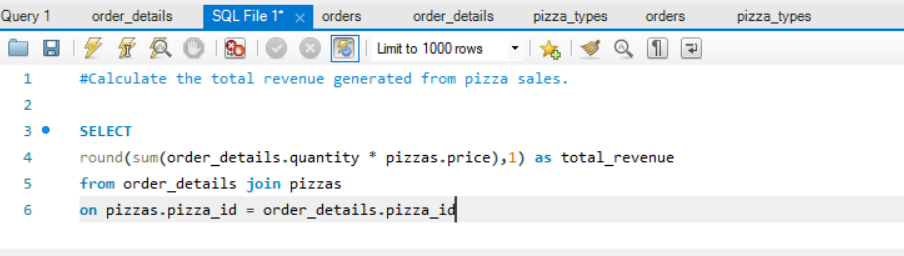 Query 1 order_details SQL File 1* × orders order_details pizza_types orders pizza_types
Limit to 1000 rows
1 #Calculate the total revenue generated from pizza sales.
2
3 SELECT
4 round(sum(order_details.quantity * pizzas.price),1) as total_revenue
5 from order_details join pizzas
6 on pizzas.pizza_id = order_details.pizza_id